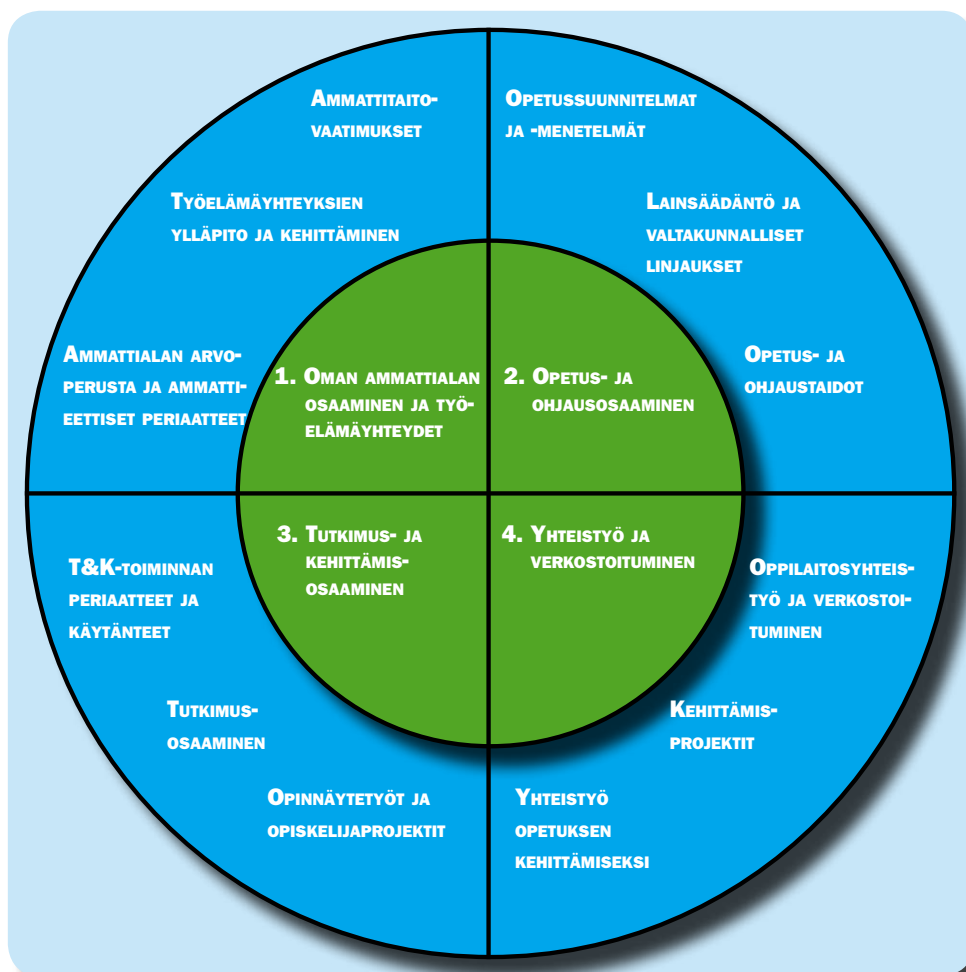 Ammattitaito-
vaatimukset
Opetussuunnitelmat
ja -menetelmät
Työelämäyhteyksien
ylläpito ja kehittäminen
Lainsäädäntö ja
valtakunnalliset
linjaukset
Ammattialan arvo-
perusta ja ammatti-
eettiset periaatteet
1. Oman ammattialan
osaaminen ja työ-
elämäyhteydet
2. Opetus- ja
ohjausosaaminen
Opetus- ja
ohjaustaidot
T&K-toiminnan
periaatteet ja
käytänteet
3. Tutkimus- ja
kehittämis-
osaaminen
4. Yhteistyö ja
verkostoituminen
Oppilaitosyhteis-
työ ja verkostoi-
tuminen
Tutkimus-
osaaminen
Kehittämis-
projektit
Opinnäytetyöt ja
opiskelijaprojektit
Yhteistyö
opetuksen
kehittämiseksi